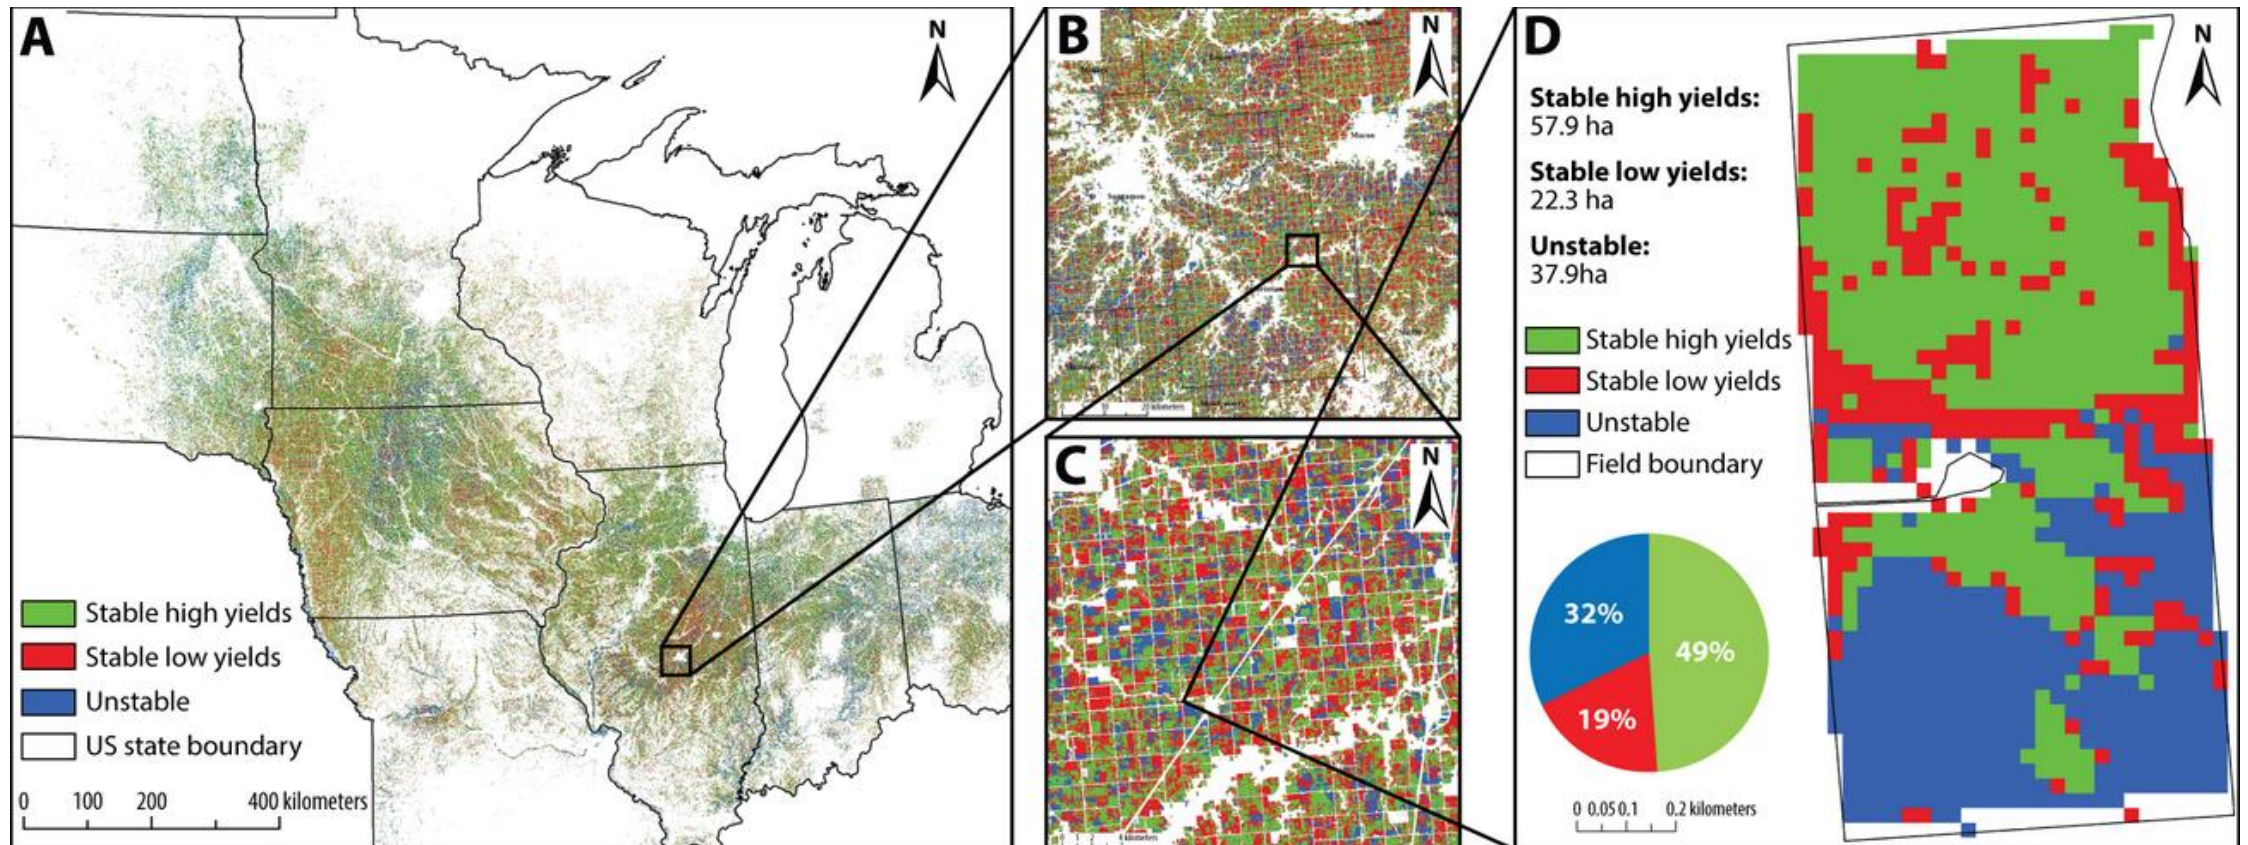 A
N
Stable high yields
Stable low yields
Unstable
US state boundary
0 100 200 400 kilometers
B
N
Macon
Sangamon
C
N
D
N
Stable high yields:
57.9 ha
Stable low yields:
22.3 ha
Unstable:
37.9ha
Stable high yields
Stable low yields
Unstable
Field boundary
32%
49%
19%
0 0.05 0.1 0.2 kilometers